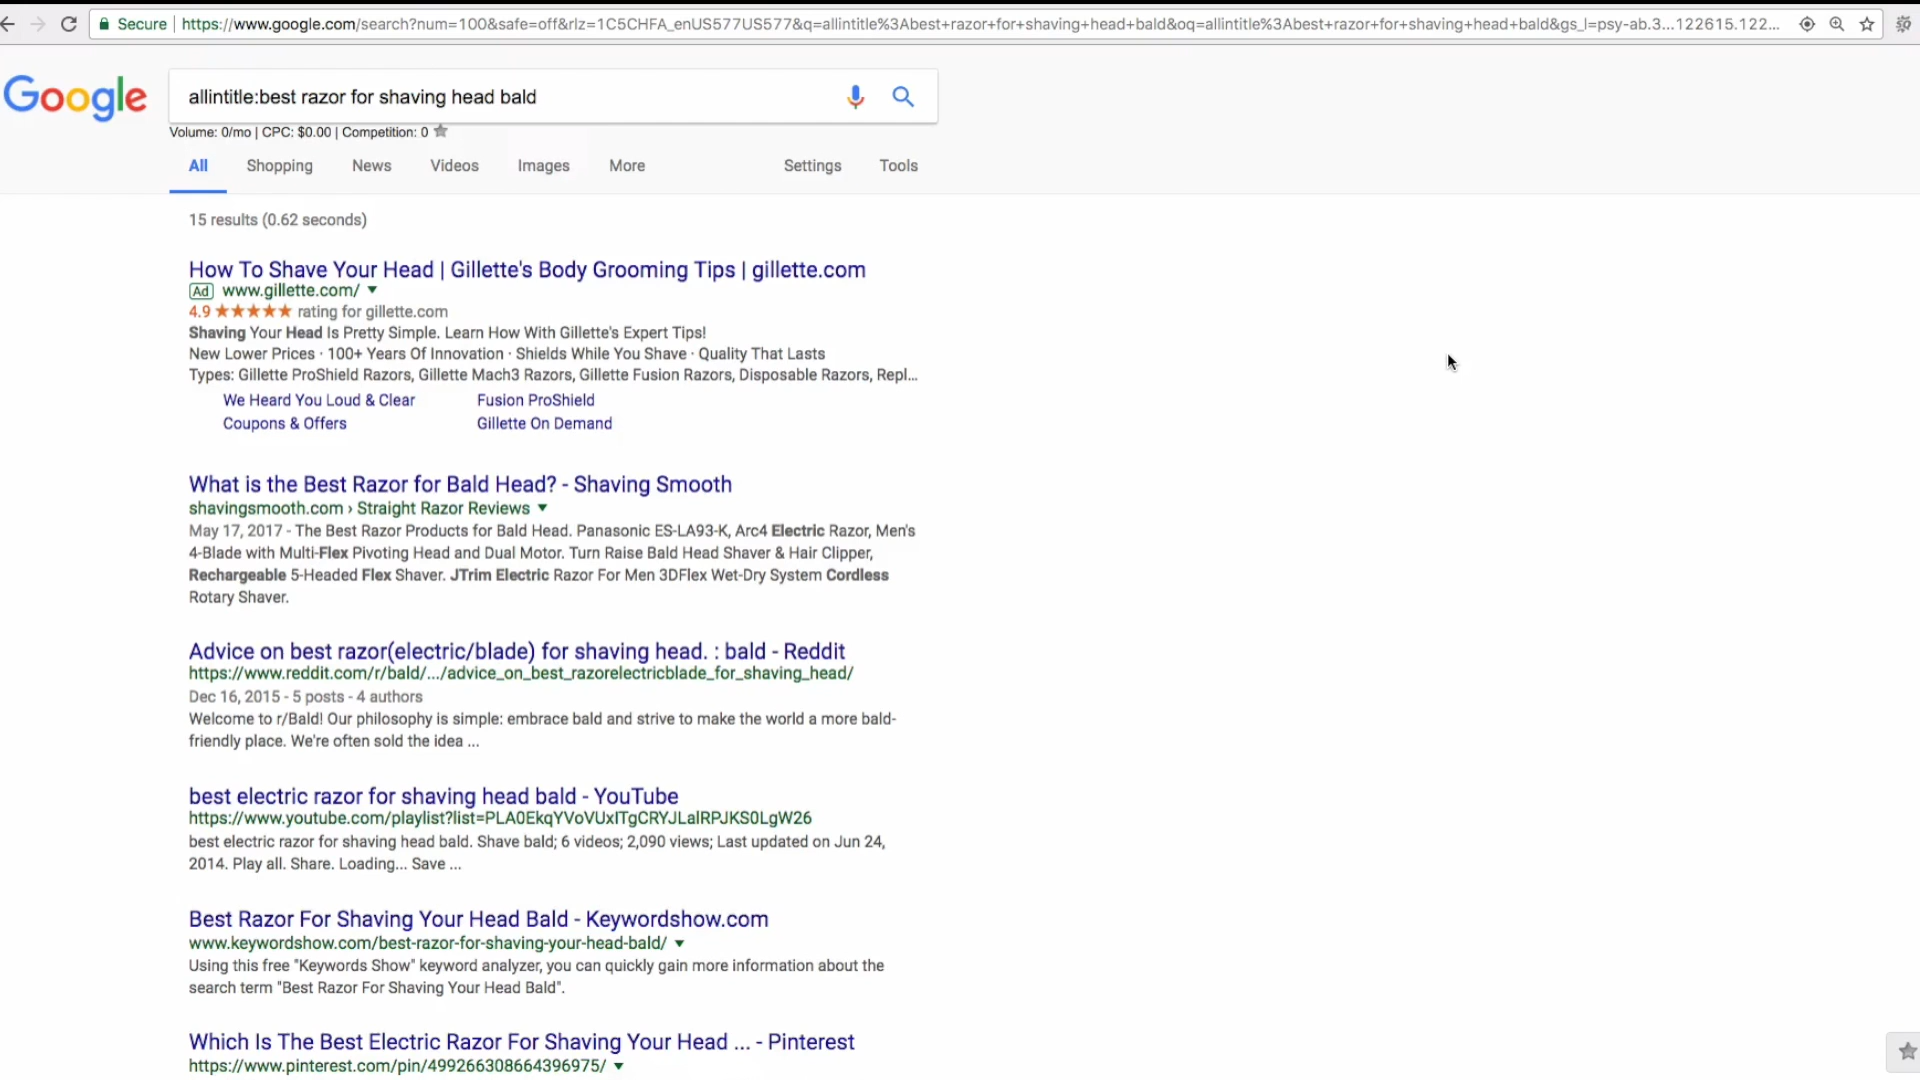 Secure | https://www.google.com/search?num=100&safe=off&rlz=1C5CHFA_enUS577US577&q=allintitle%3Abest+razor+for+shaving+head+bald&oq=allintitle%3Abest+razor+for+shaving+head+bald&gs_l=psy-ab.3...122615.122...
Google allintitle:best razor for shaving head bald
Volume: 0/mo | CPC: $0.00 | Competition: 0
All Shopping News Videos Images More Settings Tools
15 results (0.62 seconds)
How To Shave Your Head | Gillette's Body Grooming Tips | gillette.com
Ad www.gillette.com/ ▼
4.9 ★★★★★ rating for gillette.com
Shaving Your Head Is Pretty Simple. Learn How With Gillette's Expert Tips!
New Lower Prices · 100+ Years Of Innovation · Shields While You Shave · Quality That Lasts
Types: Gillette ProShield Razors, Gillette Mach3 Razors, Gillette Fusion Razors, Disposable Razors, Repl...
We Heard You Loud & Clear Fusion ProShield
Coupons & Offers Gillette On Demand
What is the Best Razor for Bald Head? - Shaving Smooth
shavingsmooth.com › Straight Razor Reviews ▼
May 17, 2017 - The Best Razor Products for Bald Head. Panasonic ES-LA93-K, Arc4 Electric Razor, Men's
4-Blade with Multi-Flex Pivoting Head and Dual Motor. Turn Raise Bald Head Shaver & Hair Clipper,
Rechargeable 5-Headed Flex Shaver. JTrim Electric Razor For Men 3DFlex Wet-Dry System Cordless
Rotary Shaver.
Advice on best razor(electric/blade) for shaving head. : bald - Reddit
https://www.reddit.com/r/bald/.../advice_on_best_razorelectricblade_for_shaving_head/
Dec 16, 2015 - 5 posts - 4 authors
Welcome to r/Bald! Our philosophy is simple: embrace bald and strive to make the world a more bald-
friendly place. We're often sold the idea ...
best electric razor for shaving head bald - YouTube
https://www.youtube.com/playlist?list=PLA0EkqYVoVUxITgCRYJLalRPJKS0LgW26
best electric razor for shaving head bald. Shave bald; 6 videos; 2,090 views; Last updated on Jun 24,
2014. Play all. Share. Loading... Save ...
Best Razor For Shaving Your Head Bald - Keywordshow.com
www.keywordshow.com/best-razor-for-shaving-your-head-bald/ ▼
Using this free "Keywords Show" keyword analyzer, you can quickly gain more information about the
search term "Best Razor For Shaving Your Head Bald".
Which Is The Best Electric Razor For Shaving Your Head ... - Pinterest
https://www.pinterest.com/pin/499266308664396975/ ▼